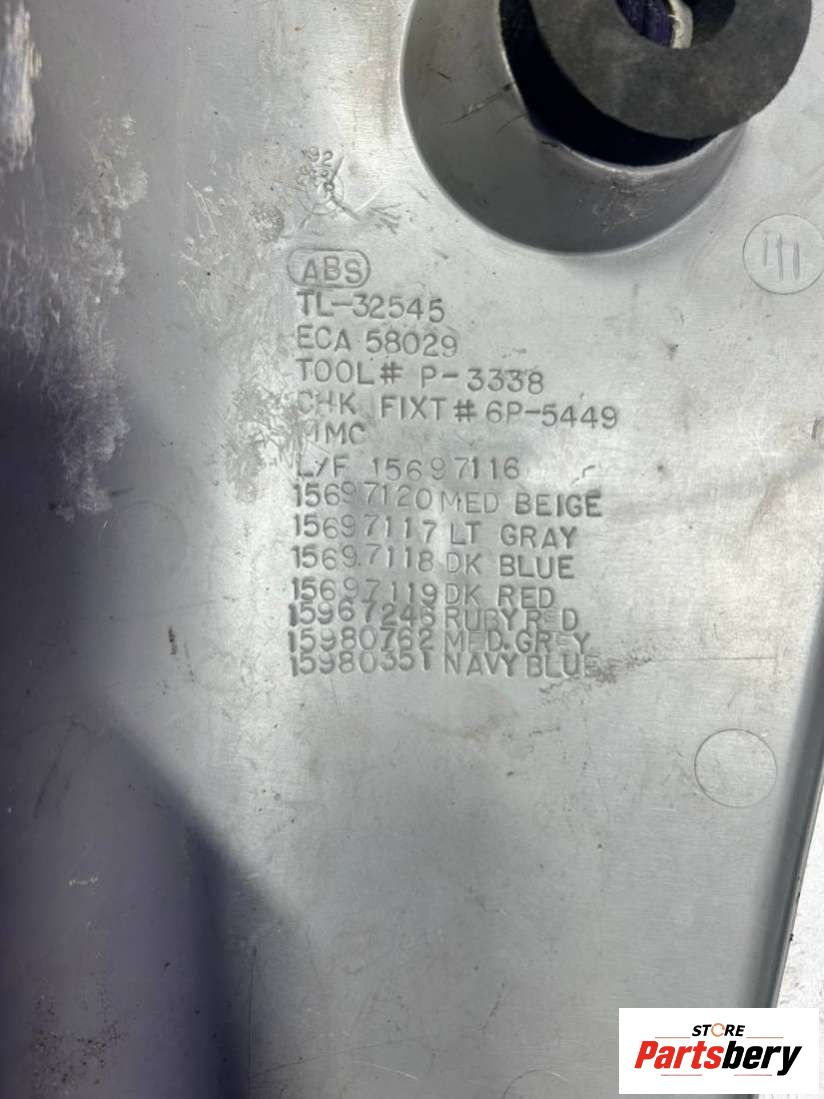 ABS
TL-32545
ECA 58029
TOOL# P-3338
CHK FIXT# 6P-5449
MMC
L/F 15697116
15697120 MED BEIGE
15697117 LT GRAY
15697118 DK BLUE
15697119 DK RED
15967246 RUBY RED
15980762 MED. GREY
15980351 NAVY BLUE
STORE
Partsbery